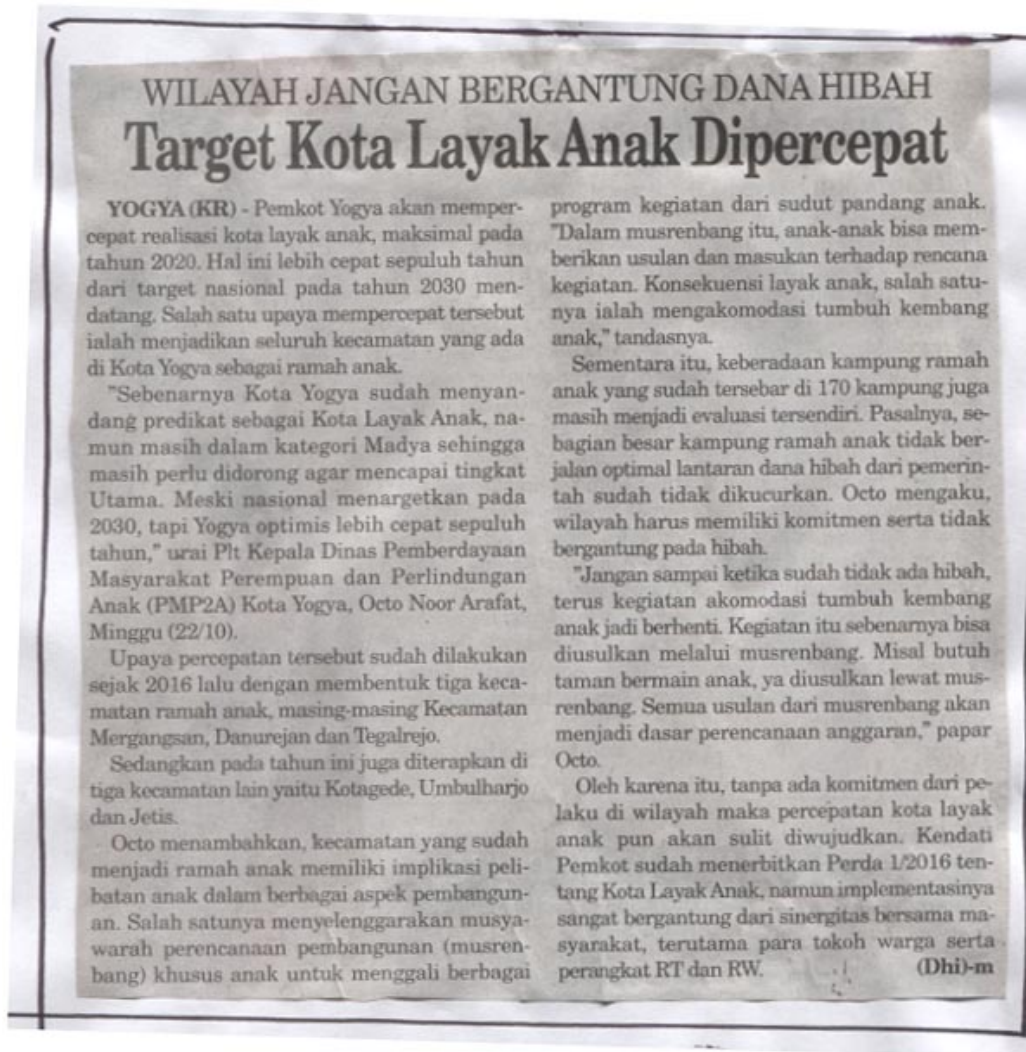 WILAYAH JANGAN BERGANTUNG DANA HIBAH
Target Kota Layak Anak Dipercepat
YOGYA (KR) - Pemkot Yogya akan memper-
cepat realisasi kota layak anak, maksimal pada
tahun 2020. Hal ini lebih cepat sepuluh tahun
dari target nasional pada tahun 2030 men-
datang. Salah satu upaya mempercepat tersebut
ialah menjadikan seluruh kecamatan yang ada
di Kota Yogya sebagai ramah anak.
"Sebenarnya Kota Yogya sudah menyan-
dang predikat sebagai Kota Layak Anak, na-
mun masih dalam kategori Madya sehingga
masih perlu didorong agar mencapai tingkat
Utama. Meski nasional menargetkan pada
2030, tapi Yogya optimis lebih cepat sepuluh
tahun," urai Plt Kepala Dinas Pemberdayaan
Masyarakat Perempuan dan Perlindungan
Anak (PMP2A) Kota Yogya, Octo Noor Arafat,
Minggu (22/10).
Upaya percepatan tersebut sudah dilakukan
sejak 2016 lalu dengan membentuk tiga keca-
matan ramah anak, masing-masing Kecamatan
Mergangsan, Danurejan dan Tegalrejo.
Sedangkan pada tahun ini juga diterapkan di
tiga kecamatan lain yaitu Kotagede, Umbulharjo
dan Jetis.
Octo menambahkan, kecamatan yang sudah
menjadi ramah anak memiliki implikasi peli-
batan anak dalam berbagai aspek pembangun-
an. Salah satunya menyelenggarakan musya-
warah perencanaan pembangunan (musren-
bang) khusus anak untuk menggali berbagai
program kegiatan dari sudut pandang anak.
"Dalam musrenbang itu, anak-anak bisa mem-
berikan usulan dan masukan terhadap rencana
kegiatan. Konsekuensi layak anak, salah satu-
nya ialah mengakomodasi tumbuh kembang
anak," tandasnya.
Sementara itu, keberadaan kampung ramah
anak yang sudah tersebar di 170 kampung juga
masih menjadi evaluasi tersendiri. Pasalnya, se-
bagian besar kampung ramah anak tidak ber-
jalan optimal lantaran dana hibah dari pemerin-
tah sudah tidak dikucurkan. Octo mengaku,
wilayah harus memiliki komitmen serta tidak
bergantung pada hibah.
"Jangan sampai ketika sudah tidak ada hibah,
terus kegiatan akomodasi tumbuh kembang
anak jadi berhenti. Kegiatan itu sebenarnya bisa
diusulkan melalui musrenbang. Misal butuh
taman bermain anak, ya diusulkan lewat mus-
renbang. Semua usulan dari musrenbang akan
menjadi dasar perencanaan anggaran," papar
Octo.
Oleh karena itu, tanpa ada komitmen dari pe-
laku di wilayah maka percepatan kota layak
anak pun akan sulit diwujudkan. Kendati
Pemkot sudah menerbitkan Perda 1/2016 ten-
tang Kota Layak Anak, namun implementasinya
sangat bergantung dari sinergitas bersama ma-
syarakat, terutama para tokoh warga serta
perangkat RT dan RW. (Dhi)-m